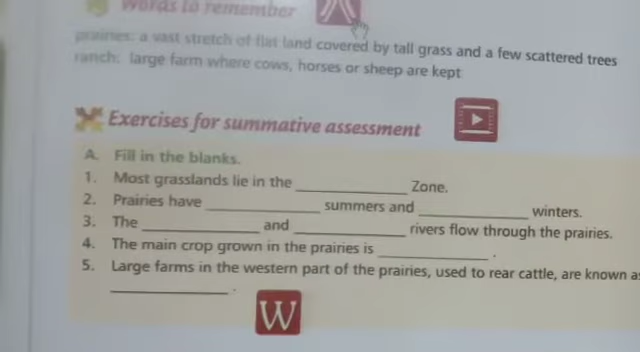 Words to remember
prairies: a vast stretch of flat land covered by tall grass and a few scattered trees
ranch: large farm where cows, horses or sheep are kept
Exercises for summative assessment
A. Fill in the blanks.
1. Most grasslands lie in the ____________ Zone.
2. Prairies have ____________ summers and ____________ winters.
3. The ____________ and ____________ rivers flow through the prairies.
4. The main crop grown in the prairies is ____________ .
5. Large farms in the western part of the prairies, used to rear cattle, are known as
____________ .
W